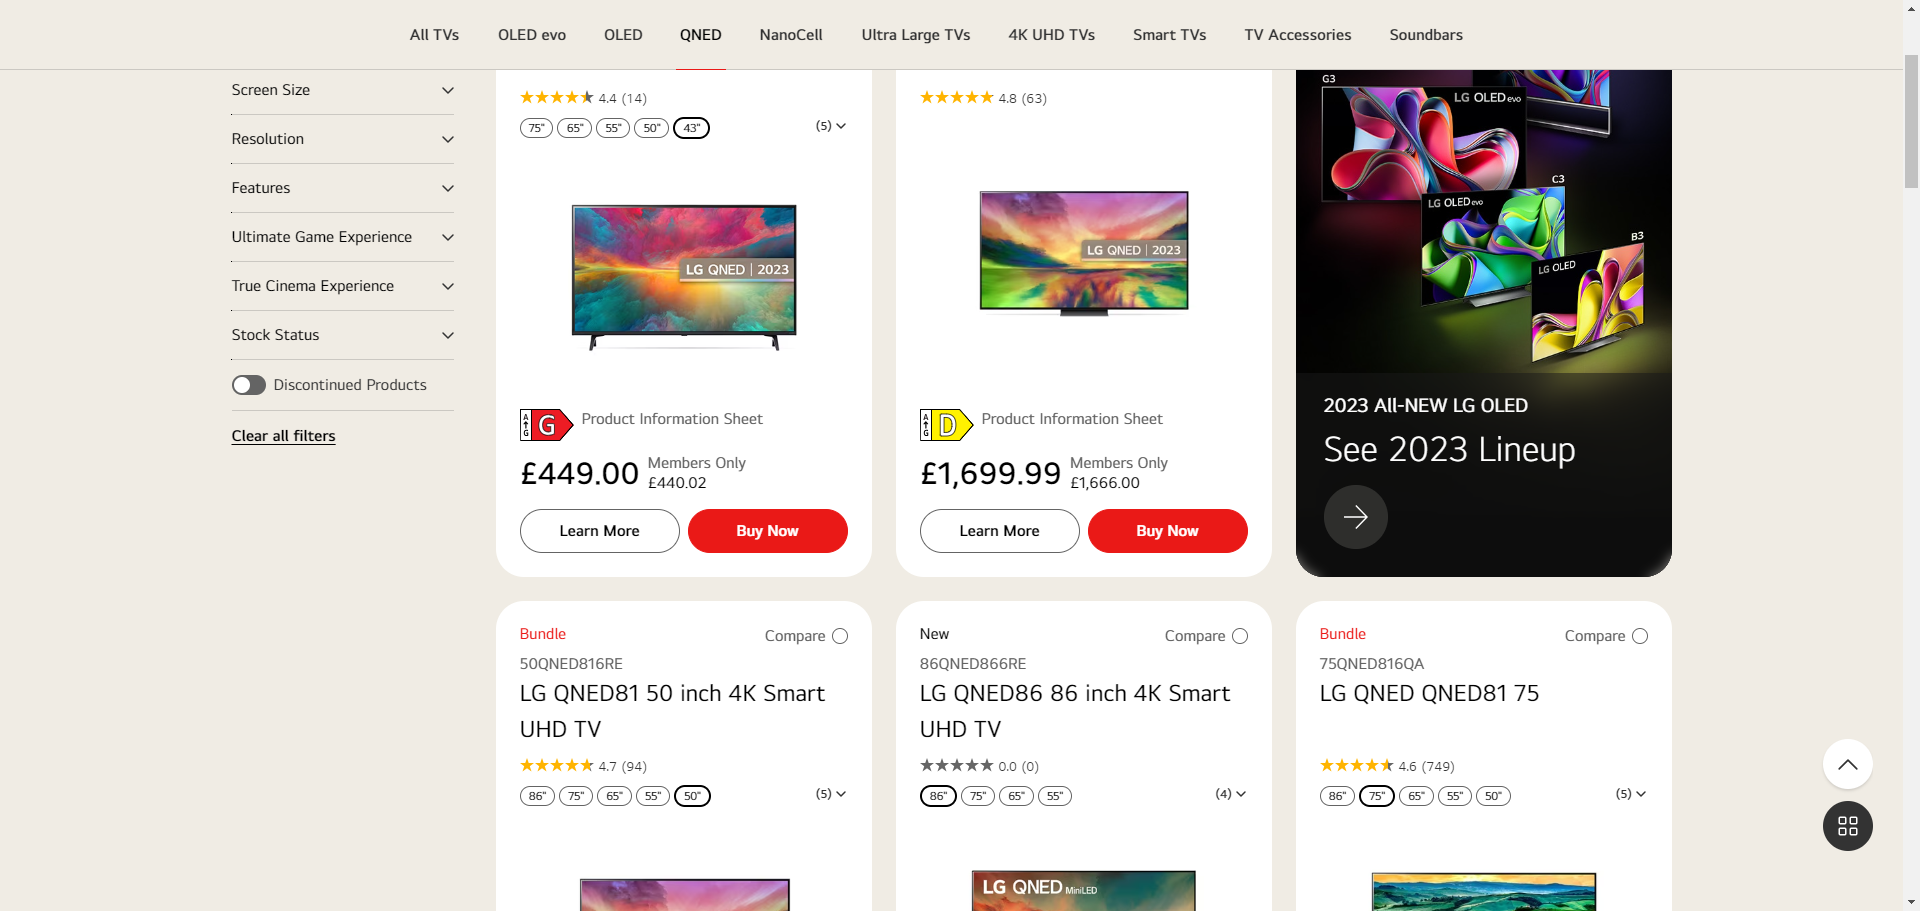 All TVs
OLED evo
OLED
QNED
NanoCell
Ultra Large TVs
4K UHD TVs
Smart TVs
TV Accessories
Soundbars
Screen Size
Resolution
Features
Ultimate Game Experience
True Cinema Experience
Stock Status
Discontinued Products
Clear all filters
4.4 (14)
75" 65" 55" 50" 43" (5)
LG QNED | 2023
A G G Product Information Sheet
£449.00 Members Only
£440.02
Learn More Buy Now
4.8 (63)
LG QNED | 2023
A G D Product Information Sheet
£1,699.99 Members Only
£1,666.00
Learn More Buy Now
G3
LG OLED evo
C3
LG OLED evo
B3
LG OLED
2023 All-NEW LG OLED
See 2023 Lineup
Bundle Compare
50QNED816RE
LG QNED81 50 inch 4K Smart
UHD TV
4.7 (94)
86" 75" 65" 55" 50" (5)
New Compare
86QNED866RE
LG QNED86 86 inch 4K Smart
UHD TV
0.0 (0)
86" 75" 65" 55" (4)
LG QNED MiniLED
Bundle Compare
75QNED816QA
LG QNED QNED81 75
4.6 (749)
86" 75" 65" 55" 50" (5)